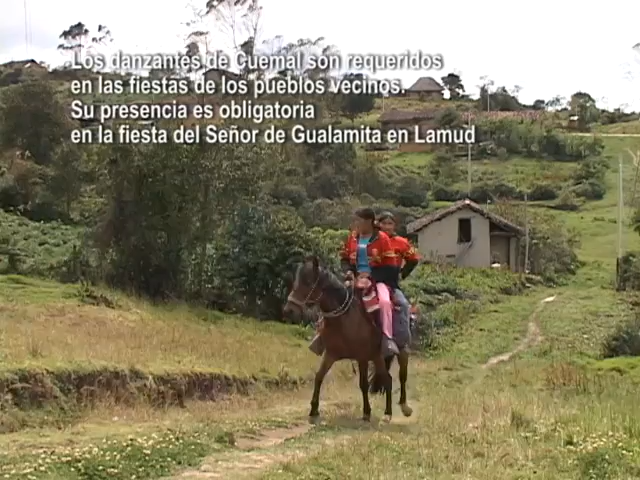 Los danzantes de Cuemal son requeridos
en las fiestas de los pueblos vecinos.
Su presencia es obligatoria
en la fiesta del Señor de Gualamita en Lamud